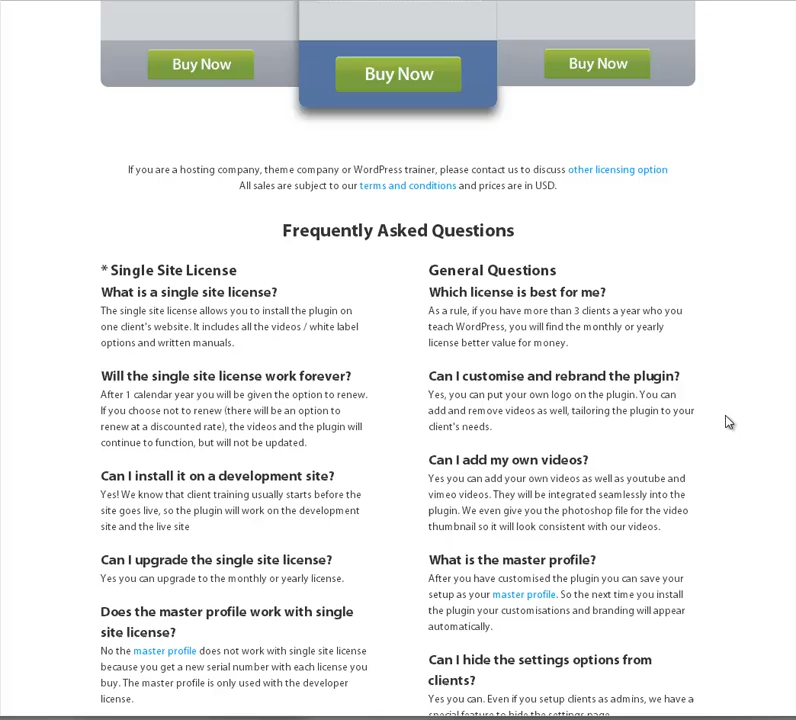 Buy Now
Buy Now
Buy Now
If you are a hosting company, theme company or WordPress trainer, please contact us to discuss other licensing option
All sales are subject to our terms and conditions and prices are in USD.
Frequently Asked Questions
* Single Site License
What is a single site license?
The single site license allows you to install the plugin on
one client's website. It includes all the videos / white label
options and written manuals.
Will the single site license work forever?
After 1 calendar year you will be given the option to renew.
If you choose not to renew (there will be an option to
renew at a discounted rate), the videos and the plugin will
continue to function, but will not be updated.
Can I install it on a development site?
Yes! We know that client training usually starts before the
site goes live, so the plugin will work on the development
site and the live site
Can I upgrade the single site license?
Yes you can upgrade to the monthly or yearly license.
Does the master profile work with single
site license?
No the master profile does not work with single site license
because you get a new serial number with each license you
buy. The master profile is only used with the developer
license.
General Questions
Which license is best for me?
As a rule, if you have more than 3 clients a year who you
teach WordPress, you will find the monthly or yearly
license better value for money.
Can I customise and rebrand the plugin?
Yes, you can put your own logo on the plugin. You can
add and remove videos as well, tailoring the plugin to your
client's needs.
Can I add my own videos?
Yes you can add your own videos as well as youtube and
vimeo videos. They will be integrated seamlessly into the
plugin. We even give you the photoshop file for the video
thumbnail so it will look consistent with our videos.
What is the master profile?
After you have customised the plugin you can save your
setup as your master profile. So the next time you install
the plugin your customisations and branding will appear
automatically.
Can I hide the settings options from
clients?
Yes you can. Even if you setup clients as admins, we have a
special feature to hide the settings page.